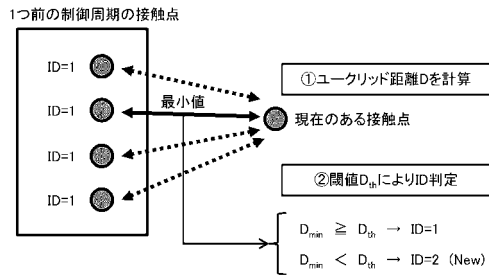 1つ前の制御周期の接触点
ID=1
ID=1
ID=1
ID=1
最小値
①ユークリッド距離Dを計算
現在のある接触点
②閾値DthによりID判定
Dmin ≧ Dth → ID=1
Dmin < Dth → ID=2 (New)